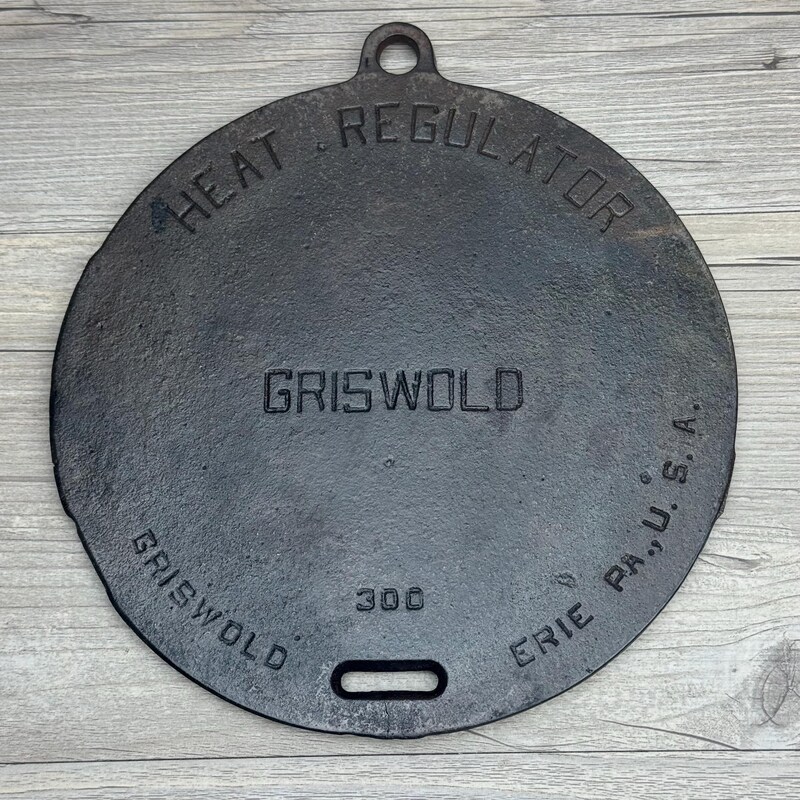 HEAT REGULATOR
GRISWOLD
GRISWOLD
300
ERIE PA., U.S.A.